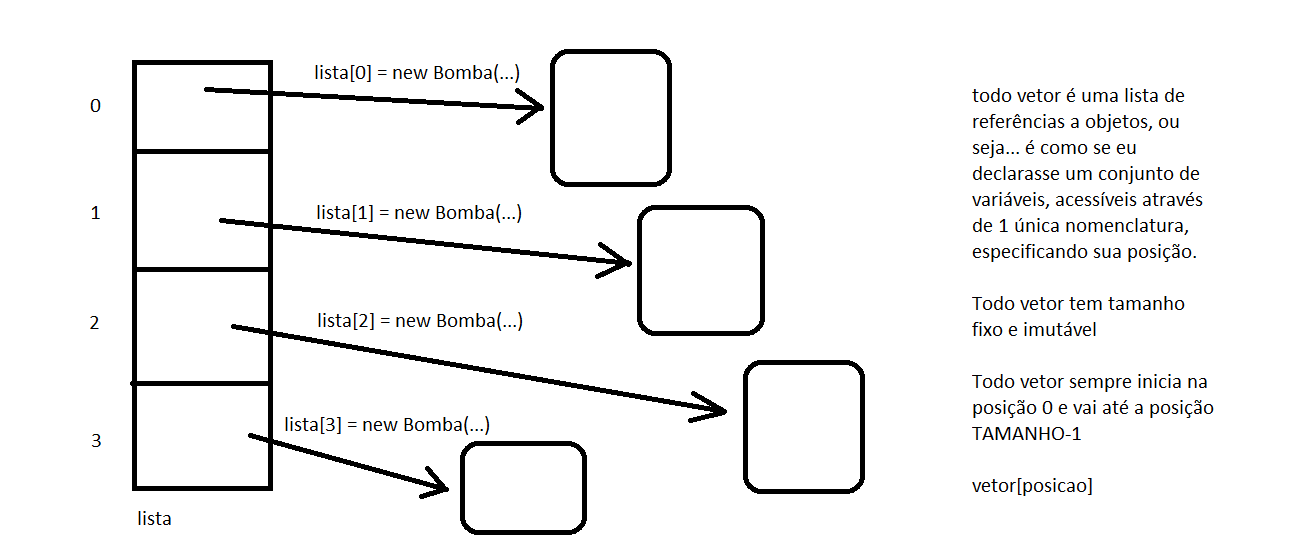 0
lista[0] = new Bomba(...)
1
lista[1] = new Bomba(...)
2
lista[2] = new Bomba(...)
3
lista[3] = new Bomba(...)
lista
todo vetor é uma lista de
referências a objetos, ou
seja... é como se eu
declarasse um conjunto de
variáveis, acessíveis através
de 1 única nomenclatura,
especificando sua posição.
Todo vetor tem tamanho
fixo e imutável
Todo vetor sempre inicia na
posição 0 e vai até a posição
TAMANHO-1
vetor[posicao]